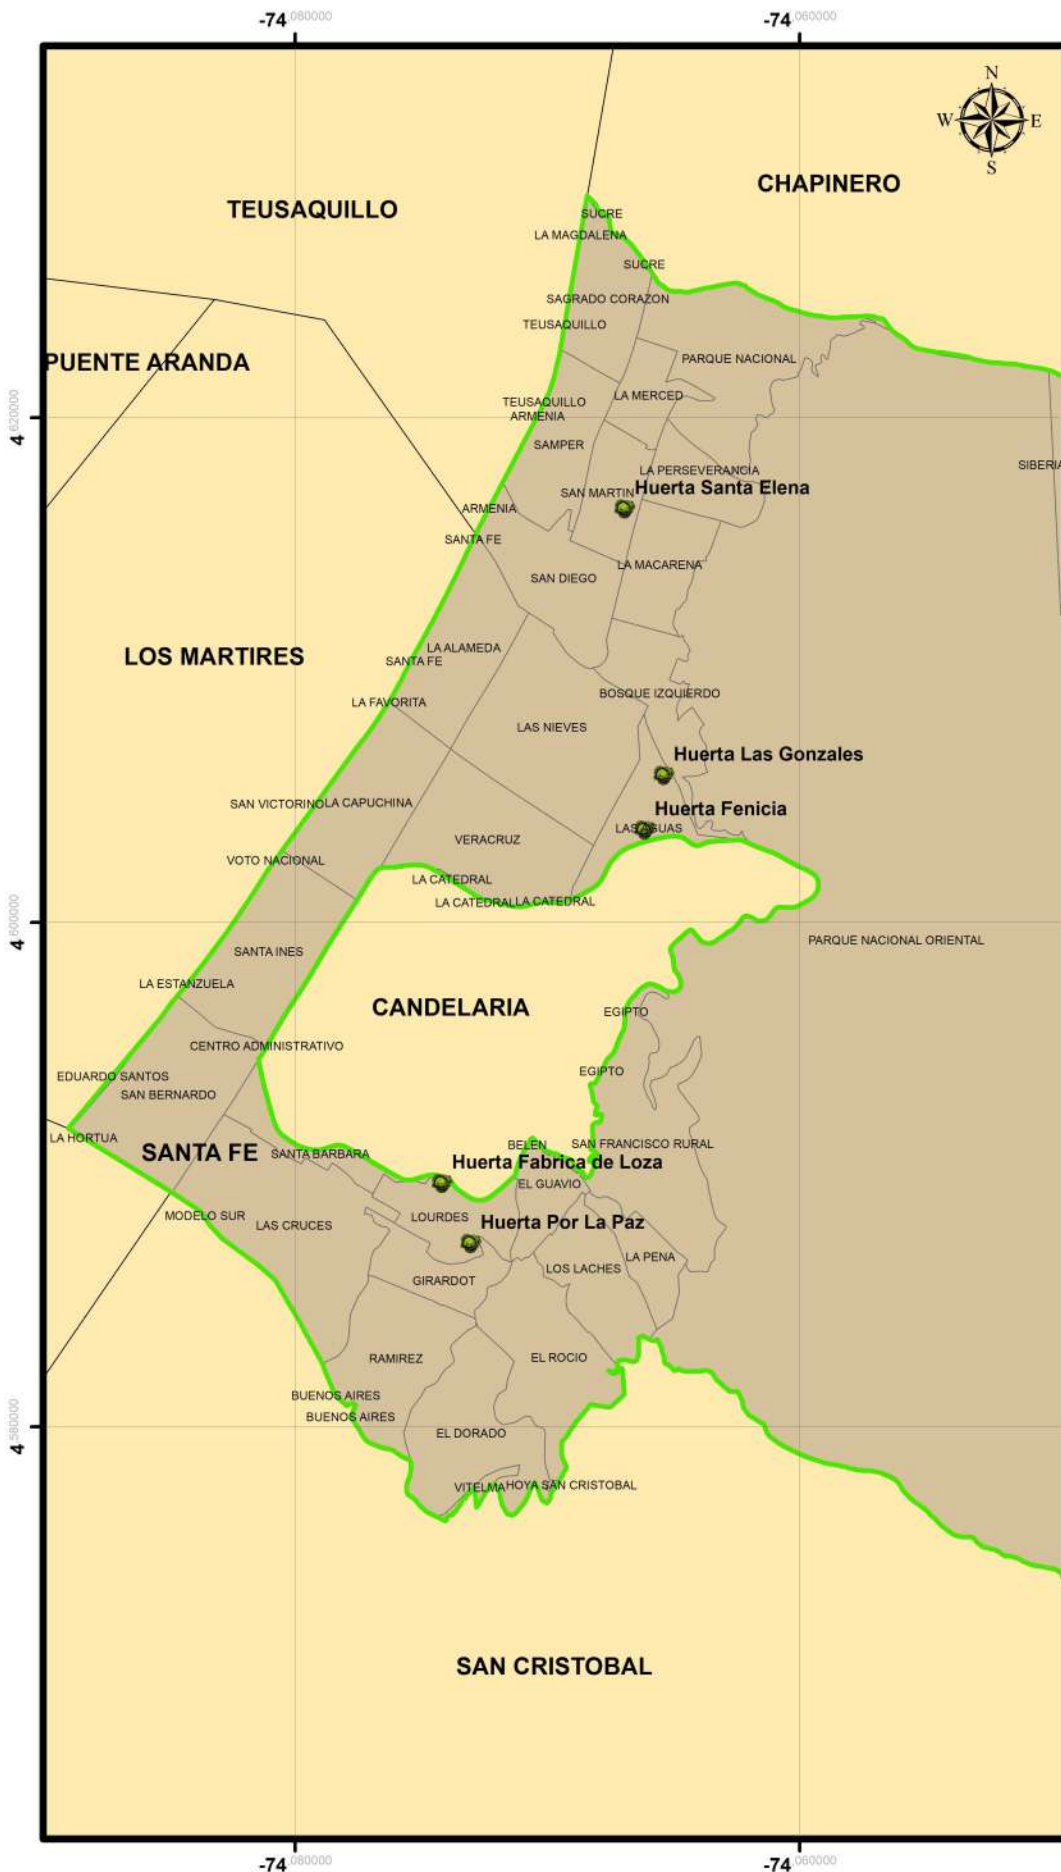 -74.080000
-74.060000
N
W
E
S
CHAPINERO
TEUSAQUILLO
SUCRE
LA MAGDALENA
SUCRE
SAGRADO CORAZON
TEUSAQUILLO
PARQUE NACIONAL
PUENTE ARANDA
LA MERCED
TEUSAQUILLO
ARMENIA
4.620000
SAMPER
SIBERIA
LA PERSEVERANCIA
Huerta Santa Elena
SAN MARTIN
ARMENIA
SANTA FE
LA MACARENA
SAN DIEGO
LA ALAMEDA
LOS MARTIRES
SANTA FE
BOSQUE IZQUIERDO
LA FAVORITA
LAS NIEVES
Huerta Las Gonzales
SAN VICTORINO
LA CAPUCHINA
Huerta Fenicia
LAS AGUAS
VERACRUZ
VOTO NACIONAL
LA CATEDRAL
LA CATEDRAL
LA CATEDRAL
4.600000
PARQUE NACIONAL ORIENTAL
SANTA INES
LA ESTANZUELA
CANDELARIA
EGIPTO
CENTRO ADMINISTRATIVO
EGIPTO
EDUARDO SANTOS
SAN BERNARDO
LA HORTUA
BELEN
SAN FRANCISCO RURAL
SANTA FE
SANTA BARBARA
Huerta Fabrica de Loza
EL GUAVIO
MODELO SUR
LAS CRUCES
LOURDES
Huerta Por La Paz
LA PENA
LOS LACHES
GIRARDOT
RAMIREZ
EL ROCIO
BUENOS AIRES
BUENOS AIRES
4.580000
EL DORADO
VITELMA
HOYA SAN CRISTOBAL
SAN CRISTOBAL
-74.080000
-74.060000